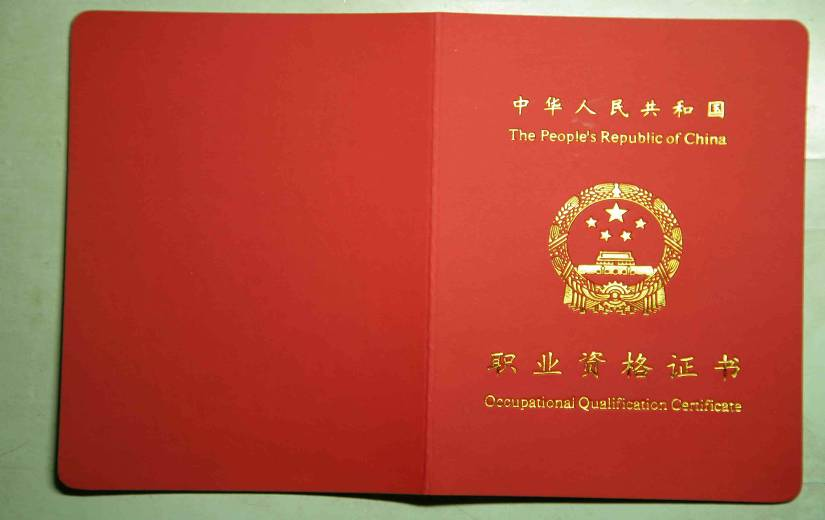 中华人民共和国
The People's Republic of China
职业资格证书
Occupational Qualification Certificate